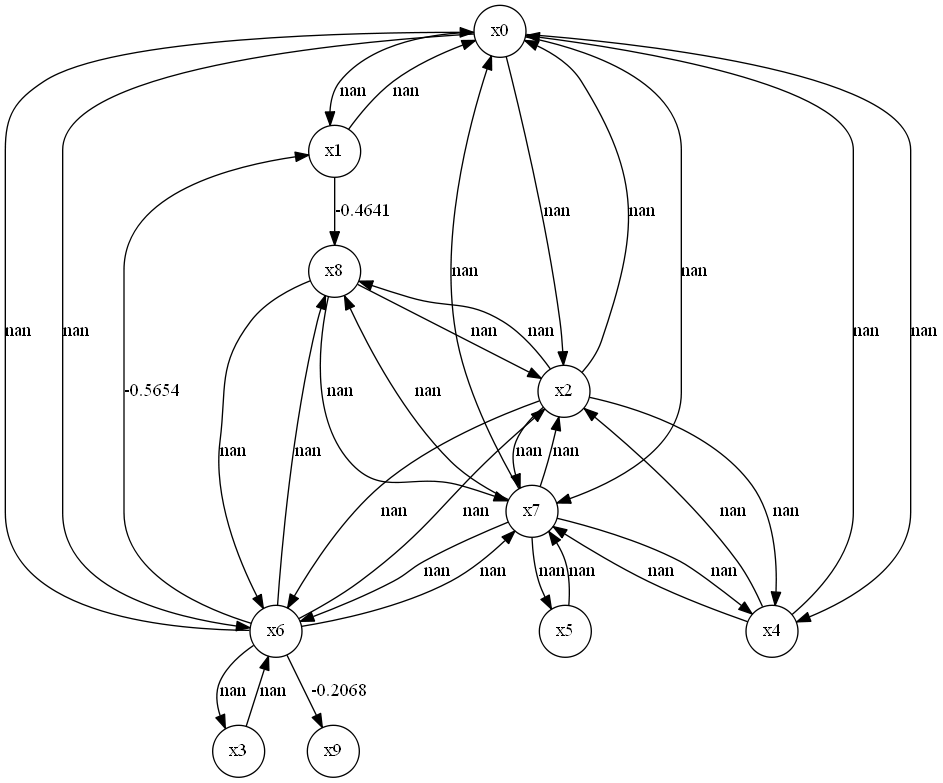 x0
nan nan
x1
-0.4641
x8
nan nan nan
nan nan nan nan nan nan
x2
-0.5654 nan nan
nan nan nan nan
x7
nan nan nan
nan nan nan nan nan nan
x6 x5 x4
nan nan -0.2068
x3 x9